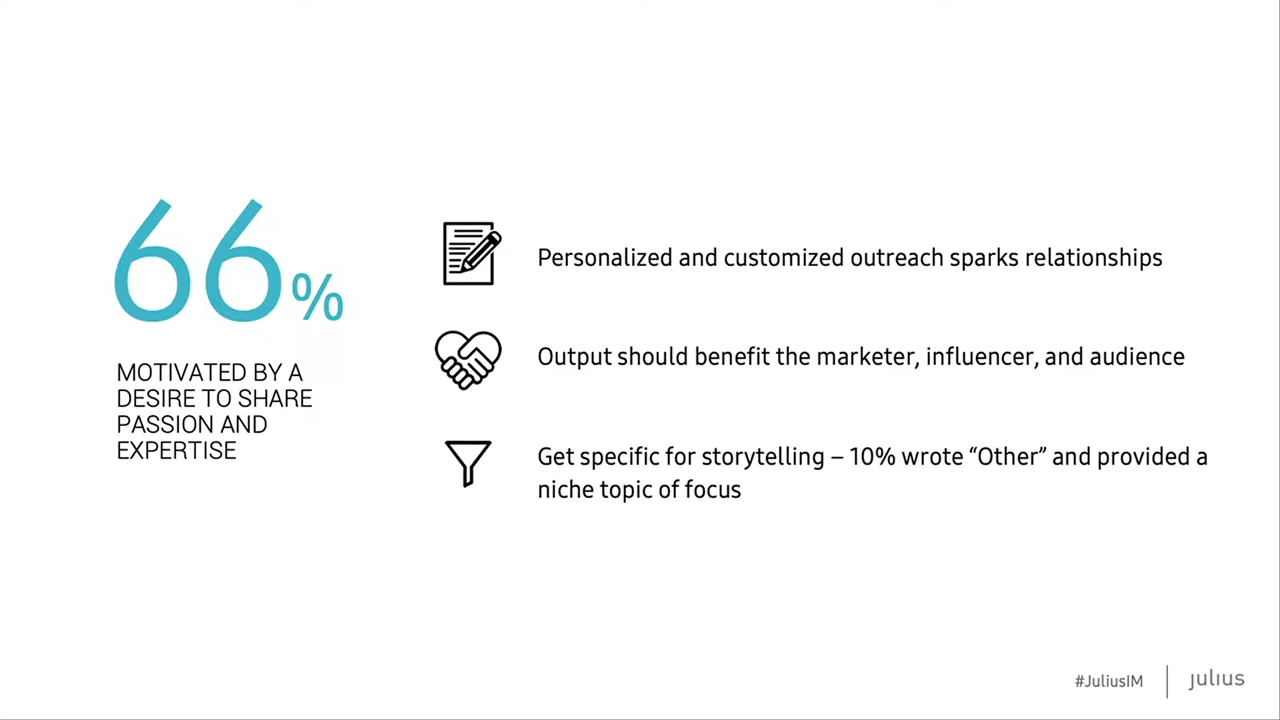 66%
MOTIVATED BY A
DESIRE TO SHARE
PASSION AND
EXPERTISE
Personalized and customized outreach sparks relationships
Output should benefit the marketer, influencer, and audience
Get specific for storytelling – 10% wrote “Other” and provided a
niche topic of focus
#JuliusIM
julius